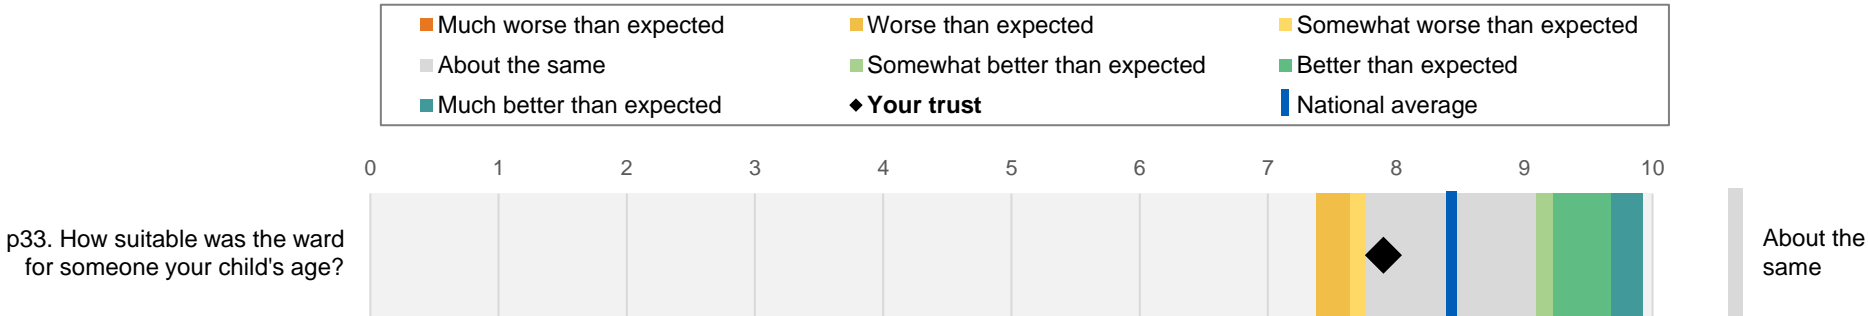 Much worse than expected
Worse than expected
Somewhat worse than expected
About the same
Somewhat better than expected
Better than expected
Much better than expected
Your trust
National average
0 1 2 3 4 5 6 7 8 9 10
p33. How suitable was the ward
for someone your child's age?
About the
same